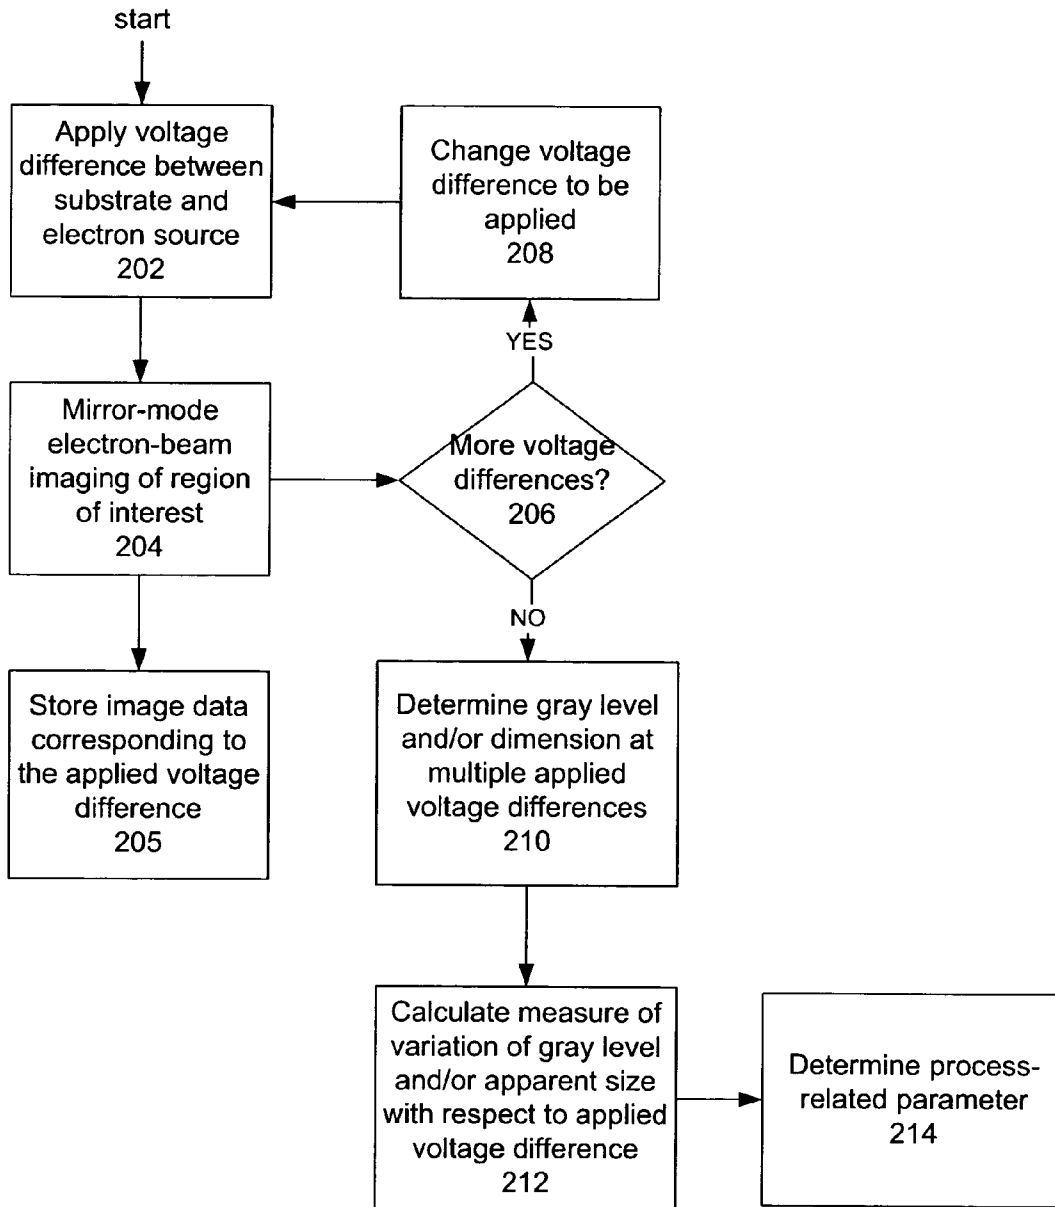 start
Apply voltage
difference between
substrate and
electron source
202
Change voltage
difference to be
applied
208
YES
Mirror-mode
electron-beam
imaging of region
of interest
204
More voltage
differences?
206
NO
Store image data
corresponding to
the applied voltage
difference
205
Determine gray level
and/or dimension at
multiple applied
voltage differences
210
Calculate measure of
variation of gray level
and/or apparent size
with respect to applied
voltage difference
212
Determine process-
related parameter
214